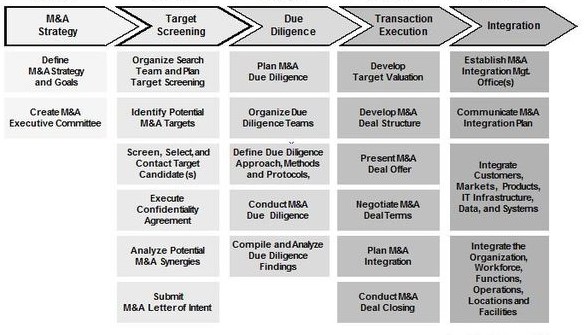 M&A
Strategy
Target
Screening
Due
Diligence
Transaction
Execution
Integration
Define
M&A Strategy
and Goals
Create M&A
Executive Committee
Organize Search
Team and Plan
Target Screening
Identify Potential
M&A Targets
Screen, Select, and
Contact Target
Candidate(s)
Execute
Confidentiality
Agreement
Analyze Potential
M&A Synergies
Submit
M&A Letter of Intent
Plan M&A
Due Diligence
Organize Due
Diligence Teams
Define Due Diligence
Approach, Methods
and Protocols,
Conduct M&A
Due Diligence
Compile and Analyze
Due Diligence
Findings
Develop
Target Valuation
Develop M&A
Deal Structure
Present M&A
Deal Offer
Negotiate M&A
Deal Terms
Plan M&A
Integration
Conduct M&A
Deal Closing
Establish M&A
Integration Mgt.
Office(s)
Communicate M&A
Integration Plan
Integrate
Customers,
Markets, Products,
IT Infrastructure,
Data, and Systems
Integrate the
Organization,
Workforce,
Functions,
Operations,
Locations and
Facilities